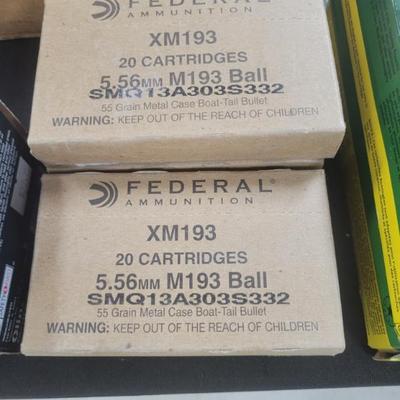 FEDERAL
AMMUNITION
XM193
20 CARTRIDGES
5.56MM M193 Ball
SMQ13A303S332
55 Grain Metal Case Boat-Tail Bullet
WARNING: KEEP OUT OF THE REACH OF CHILDREN
FEDERAL®
AMMUNITION
XM193
20 CARTRIDGES
5.56MM M193 Ball
SMQ13A303S332
55 Grain Metal Case Boat-Tail Bullet
WARNING: KEEP OUT OF THE REACH OF CHILDREN